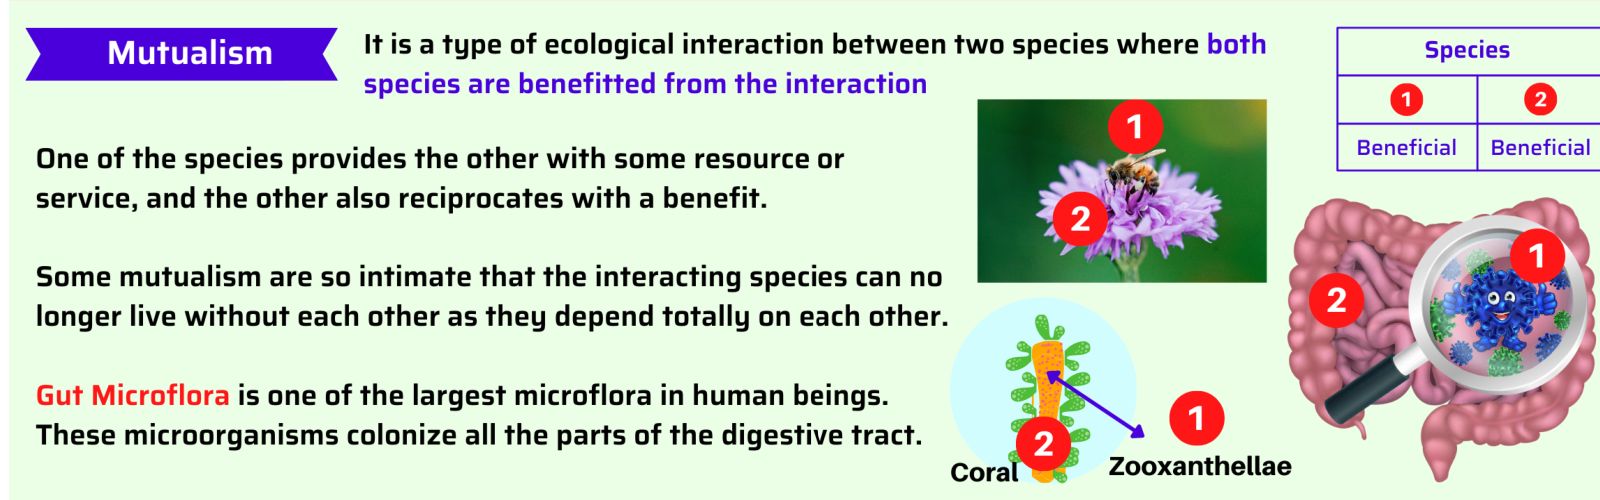 Mutualism
It is a type of ecological interaction between two species where both
species are benefitted from the interaction
Species
1 2
Beneficial Beneficial
One of the species provides the other with some resource or
service, and the other also reciprocates with a benefit.
Some mutualism are so intimate that the interacting species can no
longer live without each other as they depend totally on each other.
Gut Microflora is one of the largest microflora in human beings.
These microorganisms colonize all the parts of the digestive tract.
1
2
1
2
1
2
Coral
Zooxanthellae